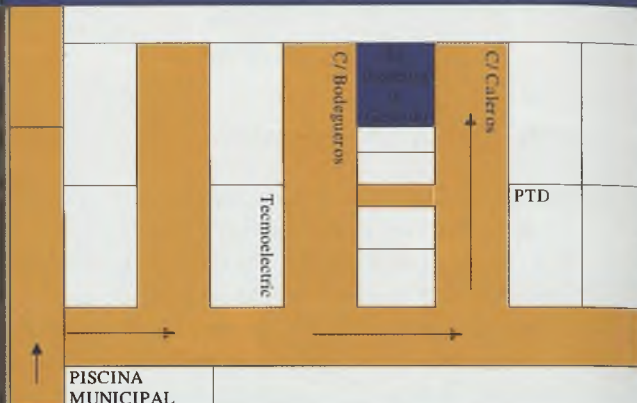 C/ Bodegueros
C/ Caleros
Tecmoelectric
PTD
PISCINA
MUNICIPAL